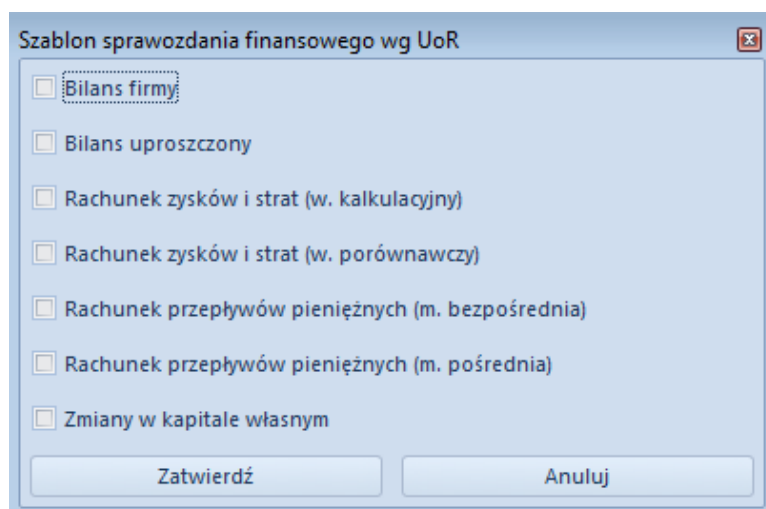 Szablon sprawozdania finansowego wg UoR
Bilans firmy
Bilans uproszczony
Rachunek zysków i strat (w. kalkulacyjny)
Rachunek zysków i strat (w. porównawczy)
Rachunek przepływów pieniężnych (m. bezpośrednia)
Rachunek przepływów pieniężnych (m. pośrednia)
Zmiany w kapitale własnym
Zatwierdź Anuluj